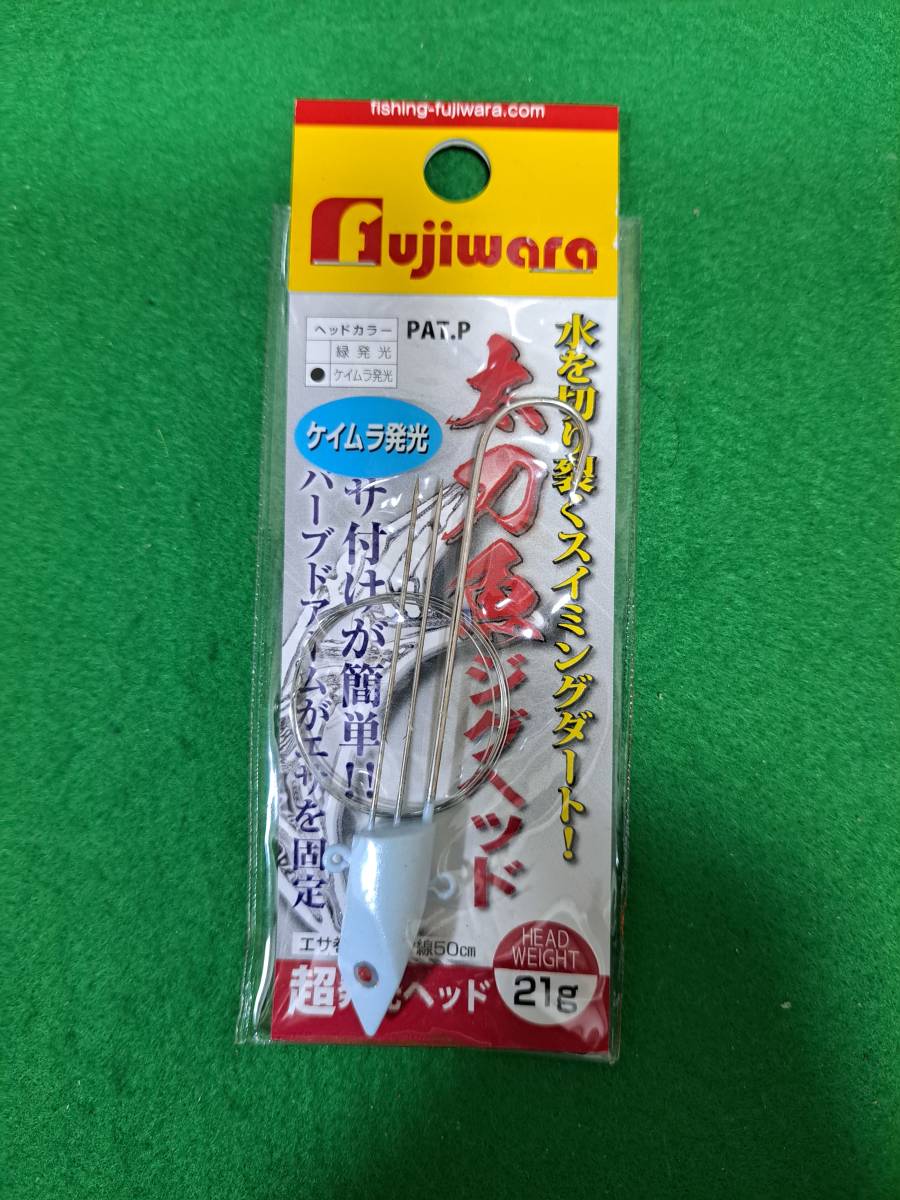 fishing-fujiwara.com
Fujiwara
ヘッドカラー
緑発光
ケイムラ発光
PAT.P
水を切り裂くスイミングダート!
太刀魚ジグヘッド
ケイムラ発光
サ付けが簡単!!
バーブドアームがエサを固定
エサ
線50cm
HEAD
WEIGHT
21g
超発光ヘッド